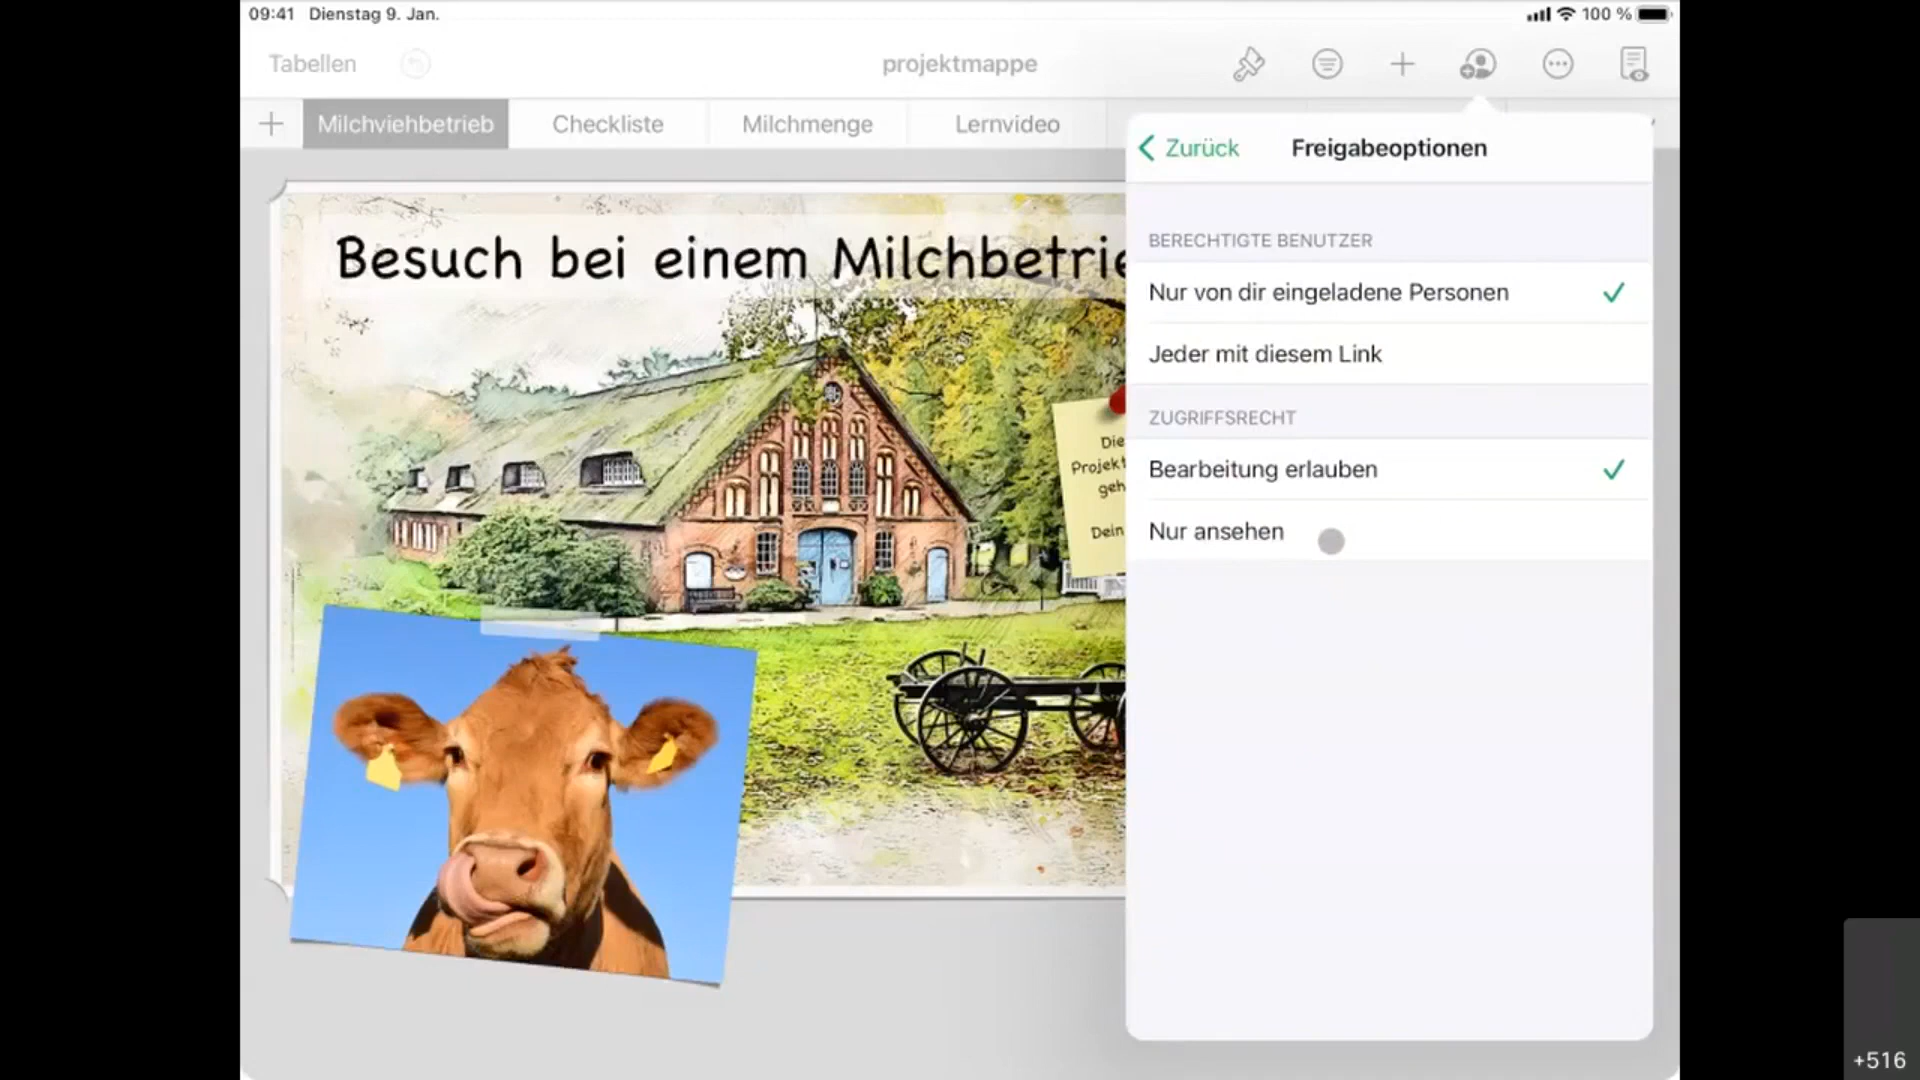 09:41 Dienstag 9. Jan.
100 %
Tabellen
projektmappe
Milchviehbetrieb
Checkliste
Milchmenge
Lernvideo
Zurück
Freigabeoptionen
BERECHTIGTE BENUTZER
Nur von dir eingeladene Personen
Jeder mit diesem Link
ZUGRIFFSRECHT
Bearbeitung erlauben
Nur ansehen
Besuch bei einem Milchbetrie
Die
Projekt
geh
Dein
+516